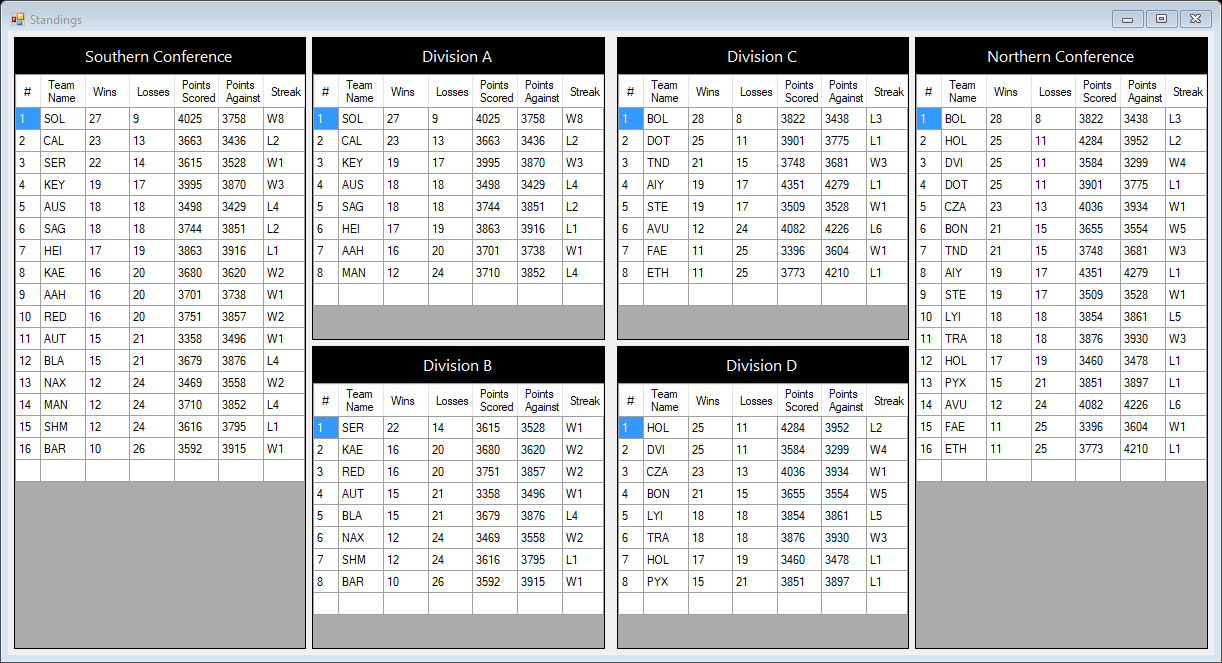 Standings
Southern Conference
# Team Name Wins Losses Points Scored Points Against Streak
1 SOL 27 9 4025 3758 W8
2 CAL 23 13 3663 3436 L2
3 SER 22 14 3615 3528 W1
4 KEY 19 17 3995 3870 W3
5 AUS 18 18 3498 3429 L4
6 SAG 18 18 3744 3851 L2
7 HEI 17 19 3863 3916 L1
8 KAE 16 20 3680 3620 W2
9 AAH 16 20 3701 3738 W1
10 RED 16 20 3751 3857 W2
11 AUT 15 21 3358 3496 W1
12 BLA 15 21 3679 3876 L4
13 NAX 12 24 3469 3558 W2
14 MAN 12 24 3710 3852 L4
15 SHM 12 24 3616 3795 L1
16 BAR 10 26 3592 3915 W1
Division A
# Team Name Wins Losses Points Scored Points Against Streak
1 SOL 27 9 4025 3758 W8
2 CAL 23 13 3663 3436 L2
3 KEY 19 17 3995 3870 W3
4 AUS 18 18 3498 3429 L4
5 SAG 18 18 3744 3851 L2
6 HEI 17 19 3863 3916 L1
7 AAH 16 20 3701 3738 W1
8 MAN 12 24 3710 3852 L4
Division B
# Team Name Wins Losses Points Scored Points Against Streak
1 SER 22 14 3615 3528 W1
2 KAE 16 20 3680 3620 W2
3 RED 16 20 3751 3857 W2
4 AUT 15 21 3358 3496 W1
5 BLA 15 21 3679 3876 L4
6 NAX 12 24 3469 3558 W2
7 SHM 12 24 3616 3795 L1
8 BAR 10 26 3592 3915 W1
Division C
# Team Name Wins Losses Points Scored Points Against Streak
1 BOL 28 8 3822 3438 L3
2 DOT 25 11 3901 3775 L1
3 TND 21 15 3748 3681 W3
4 AIY 19 17 4351 4279 L1
5 STE 19 17 3509 3528 W1
6 AVU 12 24 4082 4226 L6
7 FAE 11 25 3396 3604 W1
8 ETH 11 25 3773 4210 L1
Division D
# Team Name Wins Losses Points Scored Points Against Streak
1 HOL 25 11 4284 3952 L2
2 DVI 25 11 3584 3299 W4
3 CZA 23 13 4036 3934 W1
4 BON 21 15 3655 3554 W5
5 LYI 18 18 3854 3861 L5
6 TRA 18 18 3876 3930 W3
7 HOL 17 19 3460 3478 L1
8 PYX 15 21 3851 3897 L1
Northern Conference
# Team Name Wins Losses Points Scored Points Against Streak
1 BOL 28 8 3822 3438 L3
2 HOL 25 11 4284 3952 L2
3 DVI 25 11 3584 3299 W4
4 DOT 25 11 3901 3775 L1
5 CZA 23 13 4036 3934 W1
6 BON 21 15 3655 3554 W5
7 TND 21 15 3748 3681 W3
8 AIY 19 17 4351 4279 L1
9 STE 19 17 3509 3528 W1
10 LYI 18 18 3854 3861 L5
11 TRA 18 18 3876 3930 W3
12 HOL 17 19 3460 3478 L1
13 PYX 15 21 3851 3897 L1
14 AVU 12 24 4082 4226 L6
15 FAE 11 25 3396 3604 W1
16 ETH 11 25 3773 4210 L1